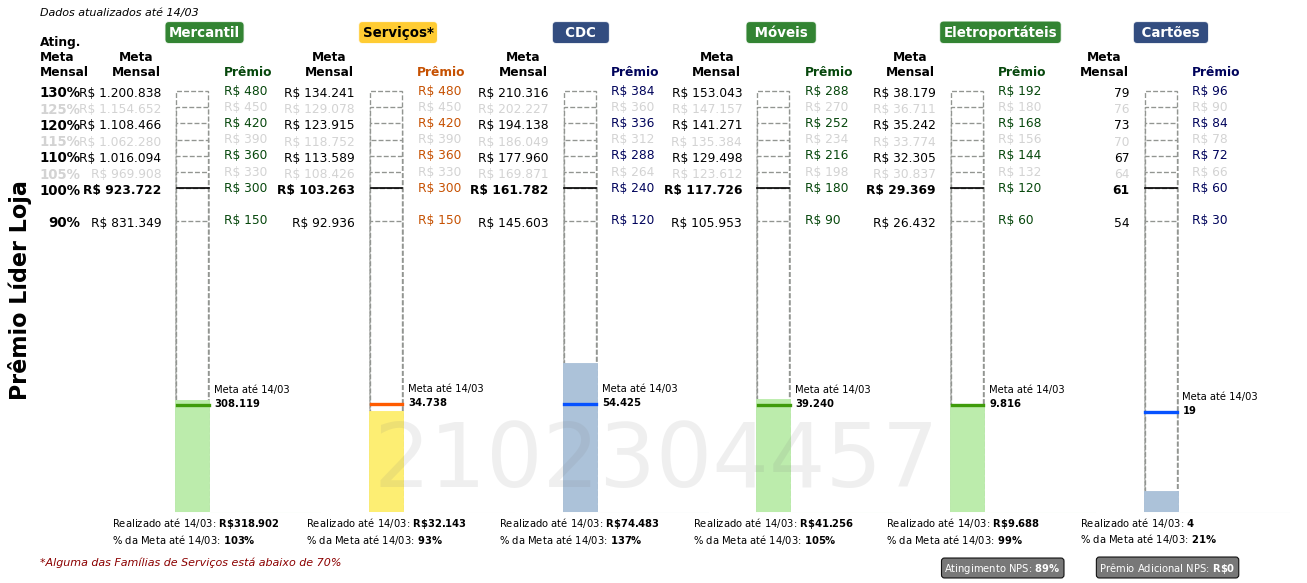 Dados atualizados até 14/03
Mercantil Serviços* CDC Móveis Eletroportáteis Cartões
Ating. Meta Mensal
Meta Mensal Prêmio Meta Mensal Prêmio Meta Mensal Prêmio Meta Mensal Prêmio Meta Mensal Prêmio Meta Mensal Prêmio
130% R$ 1.200.838 R$ 480 R$ 134.241 R$ 480 R$ 210.316 R$ 384 R$ 153.043 R$ 288 R$ 38.179 R$ 192 79 R$ 96
125% R$ 1.154.652 R$ 450 R$ 129.078 R$ 450 R$ 202.227 R$ 360 R$ 147.157 R$ 270 R$ 36.711 R$ 180 76 R$ 90
120% R$ 1.108.466 R$ 420 R$ 123.915 R$ 420 R$ 194.138 R$ 336 R$ 141.271 R$ 252 R$ 35.242 R$ 168 73 R$ 84
115% R$ 1.062.280 R$ 390 R$ 118.752 R$ 390 R$ 186.049 R$ 312 R$ 135.384 R$ 234 R$ 33.774 R$ 156 70 R$ 78
110% R$ 1.016.094 R$ 360 R$ 113.589 R$ 360 R$ 177.960 R$ 288 R$ 129.498 R$ 216 R$ 32.305 R$ 144 67 R$ 72
105% R$ 969.908 R$ 330 R$ 108.426 R$ 330 R$ 169.871 R$ 264 R$ 123.612 R$ 198 R$ 30.837 R$ 132 64 R$ 66
100% R$ 923.722 R$ 300 R$ 103.263 R$ 300 R$ 161.782 R$ 240 R$ 117.726 R$ 180 R$ 29.369 R$ 120 61 R$ 60
90% R$ 831.349 R$ 150 R$ 92.936 R$ 150 R$ 145.603 R$ 120 R$ 105.953 R$ 90 R$ 26.432 R$ 60 54 R$ 30
Prêmio Líder Loja
Meta até 14/03 Meta até 14/03 Meta até 14/03 Meta até 14/03 Meta até 14/03 Meta até 14/03
308.119 34.738 54.425 39.240 9.816 19
2102304457
Realizado até 14/03: R$318.902 Realizado até 14/03: R$32.143 Realizado até 14/03: R$74.483 Realizado até 14/03: R$41.256 Realizado até 14/03: R$9.688 Realizado até 14/03: 4
% da Meta até 14/03: 103% % da Meta até 14/03: 93% % da Meta até 14/03: 137% % da Meta até 14/03: 105% % da Meta até 14/03: 99% % da Meta até 14/03: 21%
*Alguma das Famílias de Serviços está abaixo de 70%
Atingimento NPS: 89% Prêmio Adicional NPS: R$0